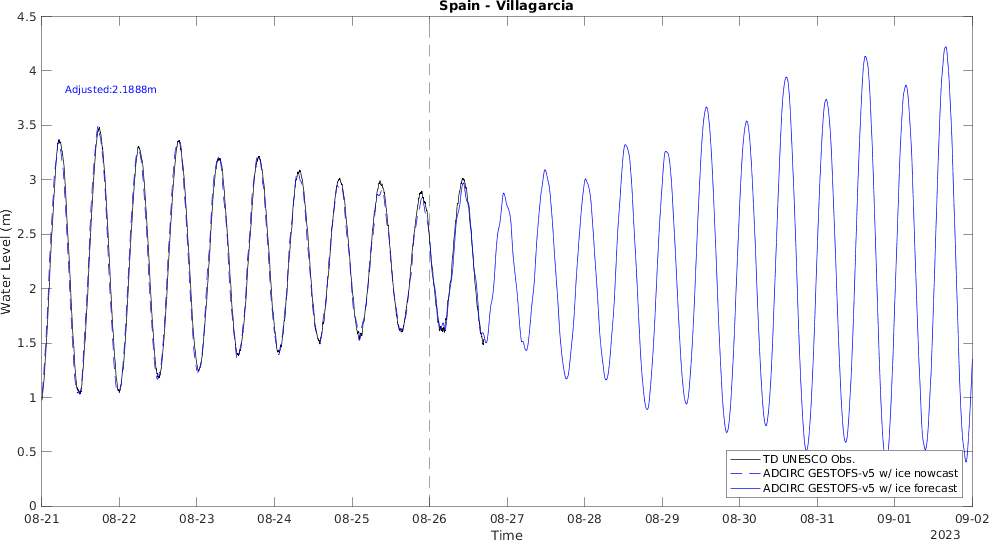 Spain - Villagarcia
4.5
4
3.5
3
2.5
2
1.5
1
0.5
0
Water Level (m)
Adjusted:2.1888m
TD UNESCO Obs.
ADCIRC GESTOFS-v5 w/ ice nowcast
ADCIRC GESTOFS-v5 w/ ice forecast
08-21 08-22 08-23 08-24 08-25 08-26 08-27 08-28 08-29 08-30 08-31 09-01 09-02
Time
2023